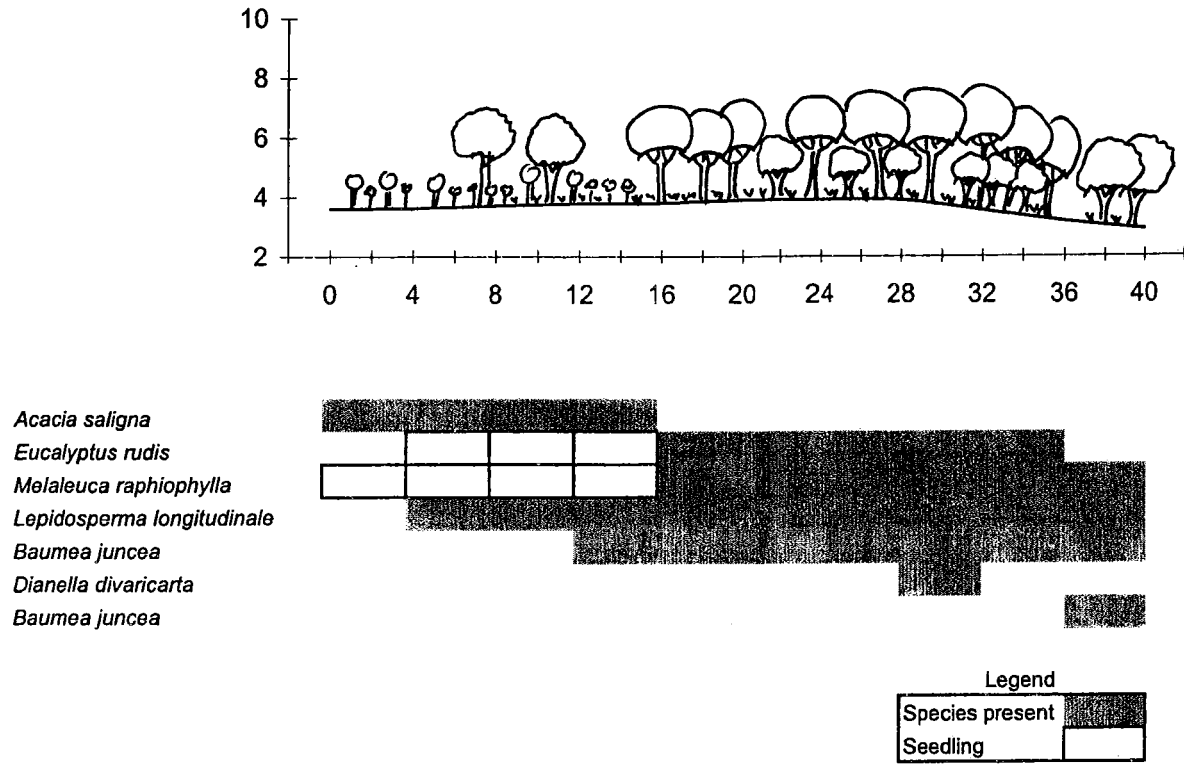 10
8
6
4
2
0 4 8 12 16 20 24 28 32 36 40
Acacia saligna
Eucalyptus rudis
Melaleuca raphiophylla
Lepidosperma longitudinale
Baumea juncea
Dianella divaricarta
Baumea juncea
Legend
Species present
Seedling